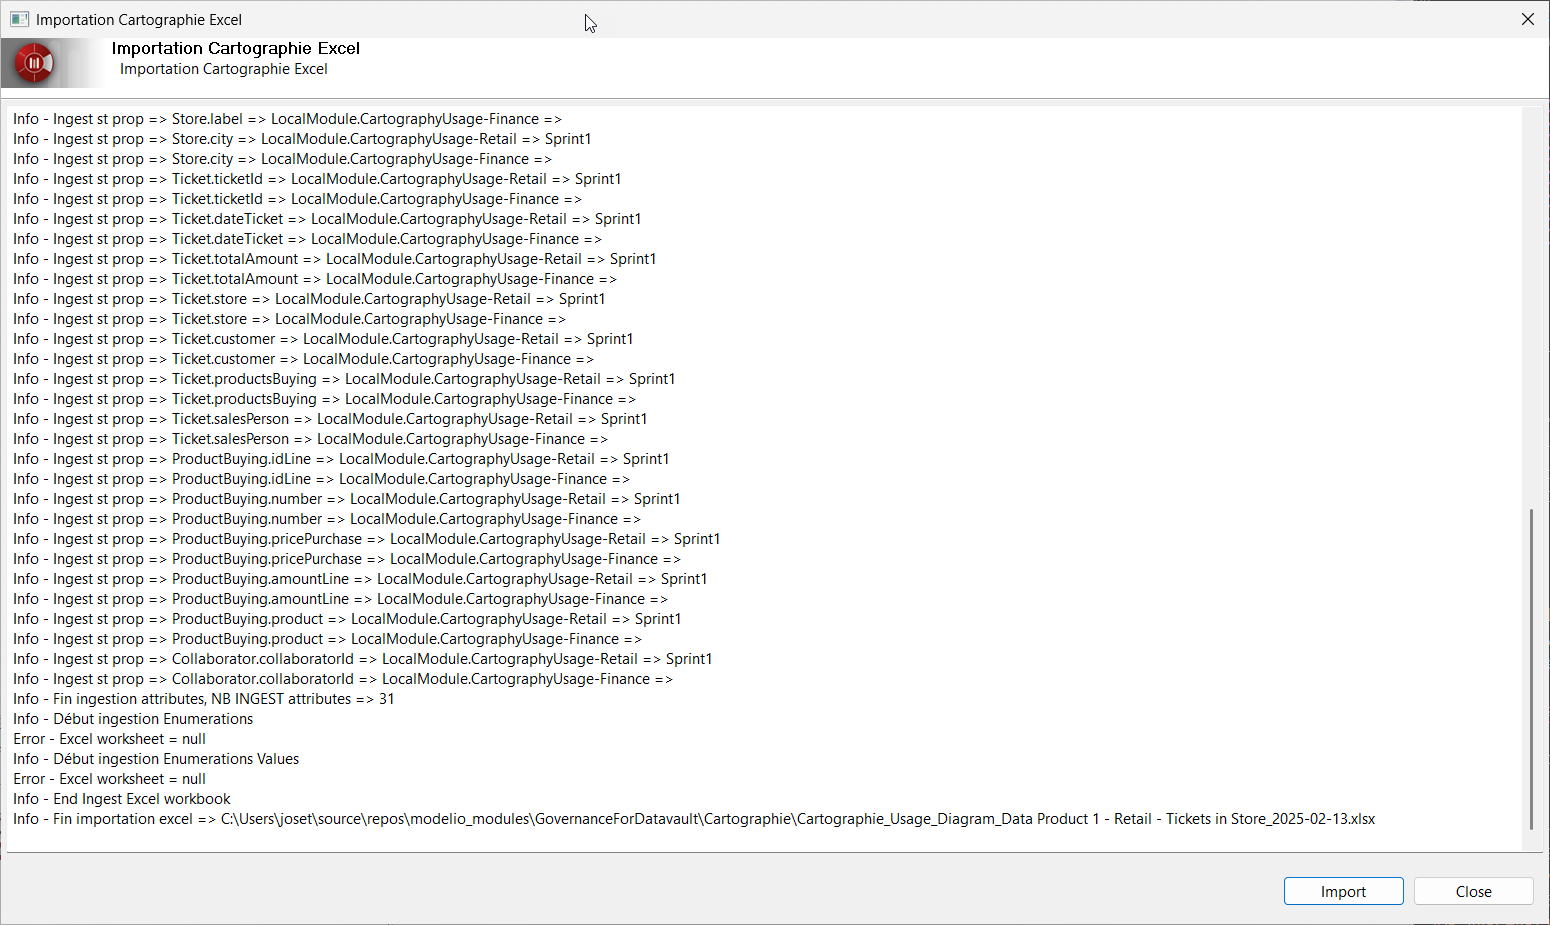 Importation Cartographie Excel
Importation Cartographie Excel
Importation Cartographie Excel
Info - Ingest st prop => Store.label => LocalModule.CartographyUsage-Finance =>
Info - Ingest st prop => Store.city => LocalModule.CartographyUsage-Retail => Sprint1
Info - Ingest st prop => Store.city => LocalModule.CartographyUsage-Finance =>
Info - Ingest st prop => Ticket.ticketId => LocalModule.CartographyUsage-Retail => Sprint1
Info - Ingest st prop => Ticket.ticketId => LocalModule.CartographyUsage-Finance =>
Info - Ingest st prop => Ticket.dateTicket => LocalModule.CartographyUsage-Retail => Sprint1
Info - Ingest st prop => Ticket.dateTicket => LocalModule.CartographyUsage-Finance =>
Info - Ingest st prop => Ticket.totalAmount => LocalModule.CartographyUsage-Retail => Sprint1
Info - Ingest st prop => Ticket.totalAmount => LocalModule.CartographyUsage-Finance =>
Info - Ingest st prop => Ticket.store => LocalModule.CartographyUsage-Retail => Sprint1
Info - Ingest st prop => Ticket.store => LocalModule.CartographyUsage-Finance =>
Info - Ingest st prop => Ticket.customer => LocalModule.CartographyUsage-Retail => Sprint1
Info - Ingest st prop => Ticket.customer => LocalModule.CartographyUsage-Finance =>
Info - Ingest st prop => Ticket.productsBuying => LocalModule.CartographyUsage-Retail => Sprint1
Info - Ingest st prop => Ticket.productsBuying => LocalModule.CartographyUsage-Finance =>
Info - Ingest st prop => Ticket.salesPerson => LocalModule.CartographyUsage-Retail => Sprint1
Info - Ingest st prop => Ticket.salesPerson => LocalModule.CartographyUsage-Finance =>
Info - Ingest st prop => ProductBuying.idLine => LocalModule.CartographyUsage-Retail => Sprint1
Info - Ingest st prop => ProductBuying.idLine => LocalModule.CartographyUsage-Finance =>
Info - Ingest st prop => ProductBuying.number => LocalModule.CartographyUsage-Retail => Sprint1
Info - Ingest st prop => ProductBuying.number => LocalModule.CartographyUsage-Finance =>
Info - Ingest st prop => ProductBuying.pricePurchase => LocalModule.CartographyUsage-Retail => Sprint1
Info - Ingest st prop => ProductBuying.pricePurchase => LocalModule.CartographyUsage-Finance =>
Info - Ingest st prop => ProductBuying.amountLine => LocalModule.CartographyUsage-Retail => Sprint1
Info - Ingest st prop => ProductBuying.amountLine => LocalModule.CartographyUsage-Finance =>
Info - Ingest st prop => ProductBuying.product => LocalModule.CartographyUsage-Retail => Sprint1
Info - Ingest st prop => ProductBuying.product => LocalModule.CartographyUsage-Finance =>
Info - Ingest st prop => Collaborator.collaboratorId => LocalModule.CartographyUsage-Retail => Sprint1
Info - Ingest st prop => Collaborator.collaboratorId => LocalModule.CartographyUsage-Finance =>
Info - Fin ingestion attributes, NB INGEST attributes => 31
Info - Début ingestion Enumerations
Error - Excel worksheet = null
Info - Début ingestion Enumerations Values
Error - Excel worksheet = null
Info - End Ingest Excel workbook
Info - Fin importation excel => C:\Users\joset\source\repos\modelio_modules\GovernanceForDatavault\Cartographie\Cartographie_Usage_Diagram_Data Product 1 - Retail - Tickets in Store_2025-02-13.xlsx
Import
Close